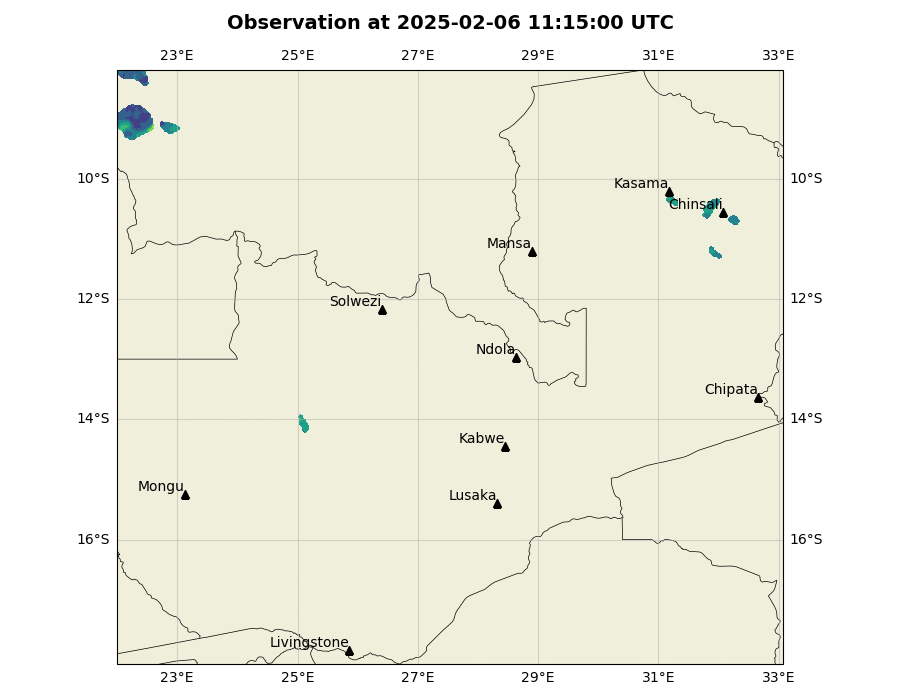 Observation at 2025-02-06 11:15:00 UTC
23°E 25°E 27°E 29°E 31°E 33°E
10°S 10°S
Kasama
Chinsali
Mansa
12°S 12°S
Solwezi
Ndola
Chipata
14°S 14°S
Kabwe
Mongu
Lusaka
16°S 16°S
Livingstone
23°E 25°E 27°E 29°E 31°E 33°E